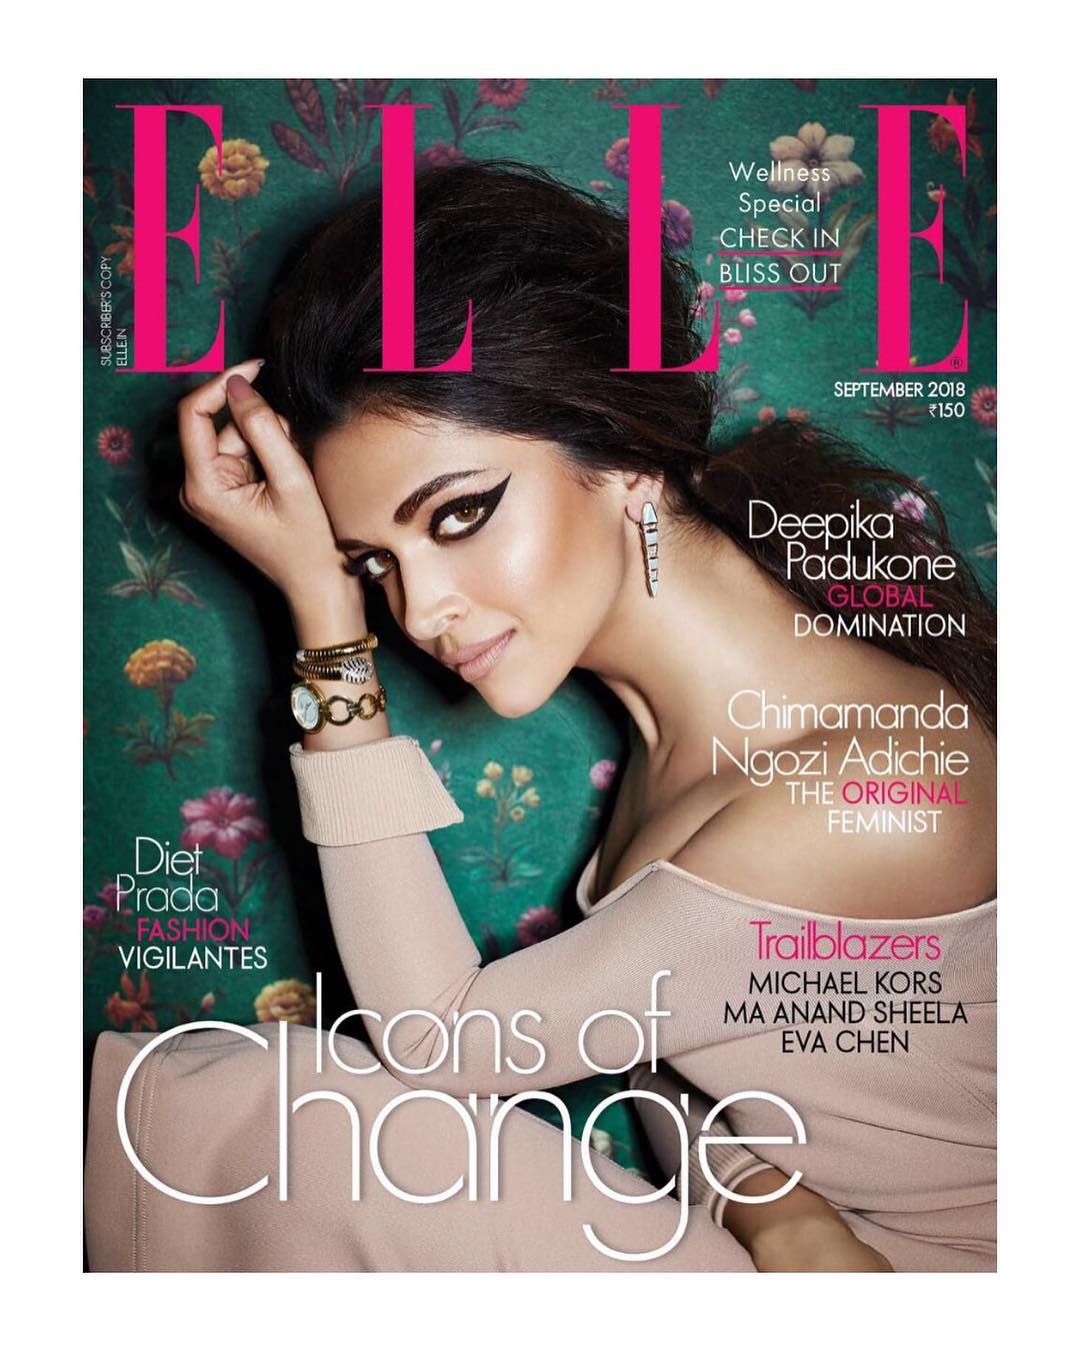 ELLE
Wellness
Special
CHECK IN
BLISS OUT
SUBSCRIBER'S COPY
ELLE.IN
®
SEPTEMBER 2018
₹150
Deepika
Padukone
GLOBAL
DOMINATION
Chimamanda
Ngozi Adichie
THE ORIGINAL
FEMINIST
Diet
Prada
FASHION
VIGILANTES
Trailblazers
MICHAEL KORS
MA ANAND SHEELA
EVA CHEN
Icons of
Change